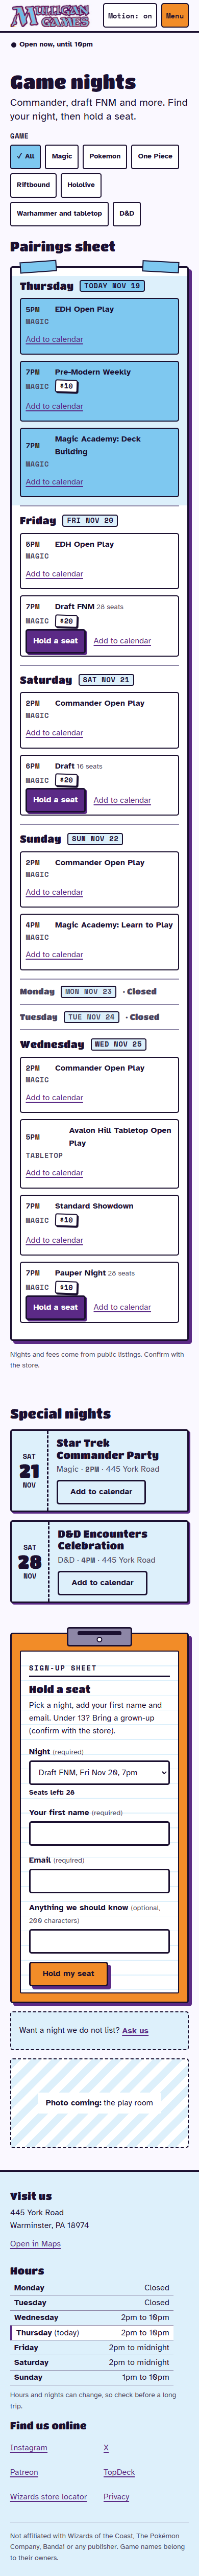 MULLIGAN GAMES
Motion: on
Menu
Open now, until 10pm
Game nights
Commander, draft FNM and more. Find
your night, then hold a seat.
GAME
✓ All
Magic
Pokemon
One Piece
Riftbound
Hololive
Warhammer and tabletop
D&D
Pairings sheet
Thursday TODAY NOV 19
5PM EDH Open Play
MAGIC
Add to calendar
7PM Pre-Modern Weekly
MAGIC $10
Add to calendar
Magic Academy: Deck
7PM
Building
MAGIC
Add to calendar
Friday FRI NOV 20
5PM EDH Open Play
MAGIC
Add to calendar
7PM Draft FNM 28 seats
MAGIC $20
Hold a seat Add to calendar
Saturday SAT NOV 21
2PM Commander Open Play
MAGIC
Add to calendar
6PM Draft 16 seats
MAGIC $20
Hold a seat Add to calendar
Sunday SUN NOV 22
2PM Commander Open Play
MAGIC
Add to calendar
4PM Magic Academy: Learn to Play
MAGIC
Add to calendar
Monday MON NOV 23 · Closed
Tuesday TUE NOV 24 · Closed
Wednesday WED NOV 25
2PM Commander Open Play
MAGIC
Add to calendar
Avalon Hill Tabletop Open
5PM
Play
TABLETOP
Add to calendar
7PM Standard Showdown
MAGIC $10
Add to calendar
7PM Pauper Night 28 seats
MAGIC $10
Hold a seat Add to calendar
Nights and fees come from public listings. Confirm with
the store.
Special nights
SAT
21
NOV
Star Trek
Commander Party
Magic · 2PM · 445 York Road
Add to calendar
SAT
28
NOV
D&D Encounters
Celebration
D&D · 4PM · 445 York Road
Add to calendar
SIGN-UP SHEET
Hold a seat
Pick a night, add your first name and
email. Under 13? Bring a grown-up
(confirm with the store).
Night (required)
Draft FNM, Fri Nov 20, 7pm
Seats left: 28
Your first name (required)
Email (required)
Anything we should know (optional,
200 characters)
Hold my seat
Want a night we do not list? Ask us
Photo coming: the play room
Visit us
445 York Road
Warminster, PA 18974
Open in Maps
Hours
Monday Closed
Tuesday Closed
Wednesday 2pm to 10pm
Thursday (today) 2pm to 10pm
Friday 2pm to midnight
Saturday 2pm to midnight
Sunday 1pm to 10pm
Hours and nights can change, so check before a long
trip.
Find us online
Instagram
X
Patreon
TopDeck
Wizards store locator
Privacy
Not affiliated with Wizards of the Coast, The Pokémon
Company, Bandai or any publisher. Game names belong
to their owners.